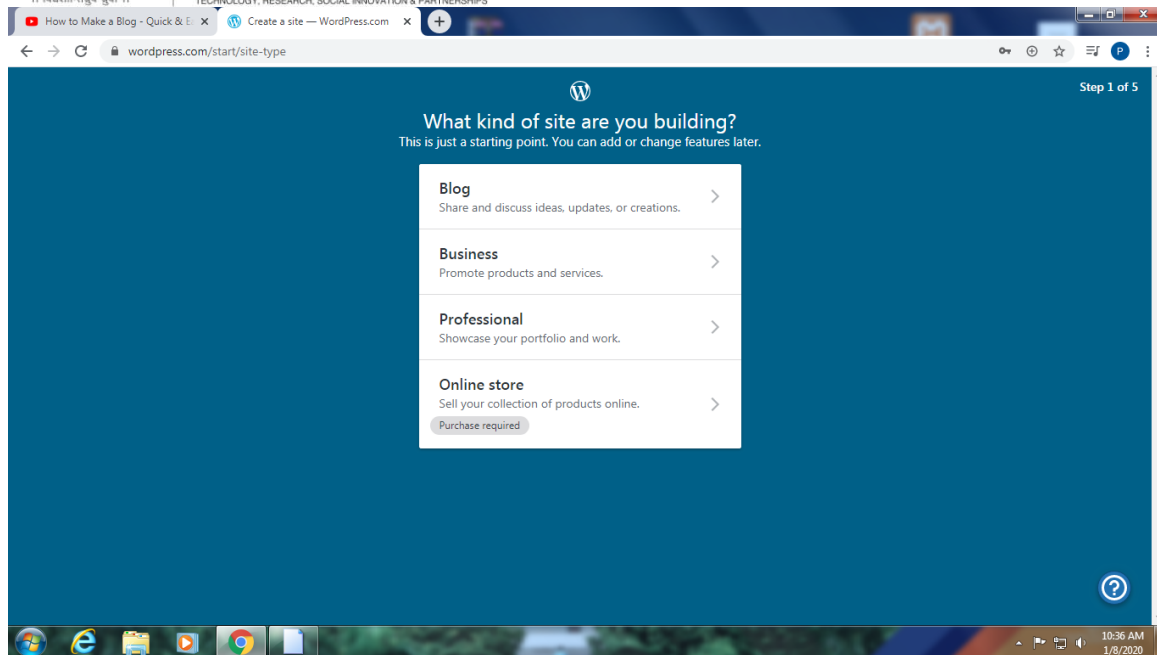 TECHNOLOGY, RESEARCH, SOCIAL INNOVATION & PARTNERSHIPS
How to Make a Blog - Quick & E
Create a site — WordPress.com
wordpress.com/start/site-type
P
Step 1 of 5
What kind of site are you building?
This is just a starting point. You can add or change features later.
Blog
Share and discuss ideas, updates, or creations.
Business
Promote products and services.
Professional
Showcase your portfolio and work.
Online store
Sell your collection of products online.
Purchase required
10:36 AM
1/8/2020